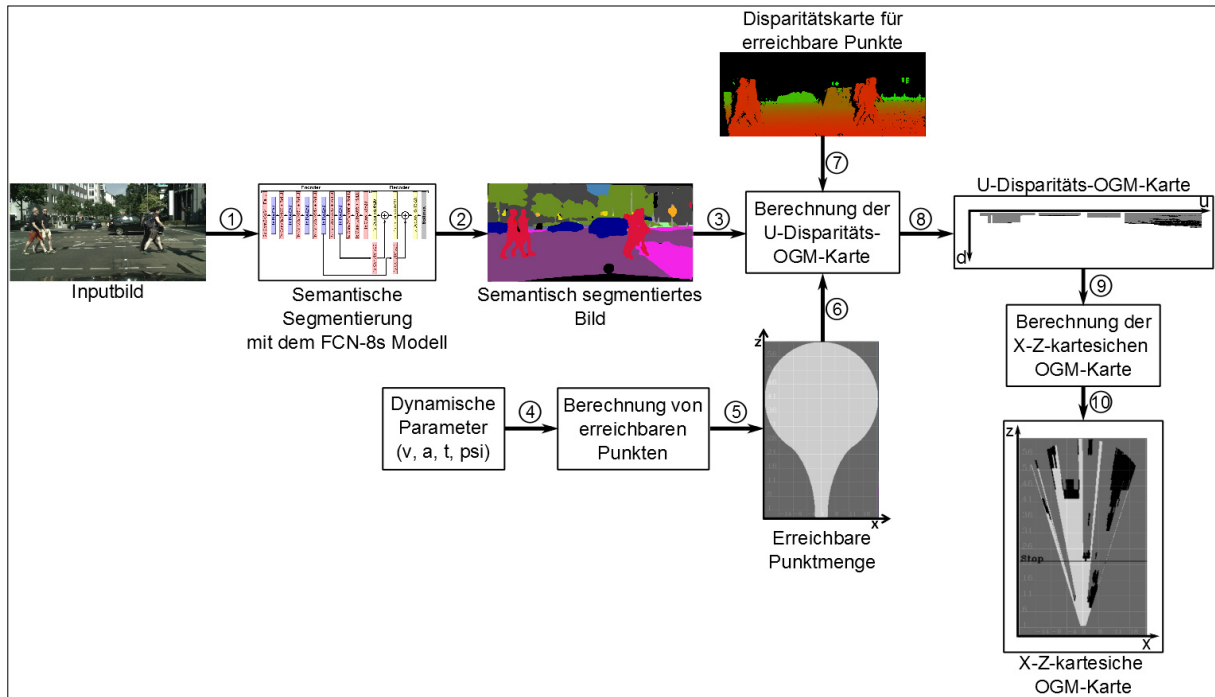 Disparitätskarte für
erreichbare Punkte
7
U-Disparitäts-OGM-Karte
u
d
1
2
3
8
Berechnung der
U-Disparitäts-
OGM-Karte
Inputbild
Semantische
Segmentierung
mit dem FCN-8s Modell
Semantisch segmentiertes
Bild
6
9
Berechnung der
X-Z-kartesichen
OGM-Karte
10
Dynamische
Parameter
(v, a, t, psi)
4
Berechnung von
erreichbaren
Punkten
5
z
x
Erreichbare
Punktmenge
z
Stop
x
X-Z-kartesiche
OGM-Karte